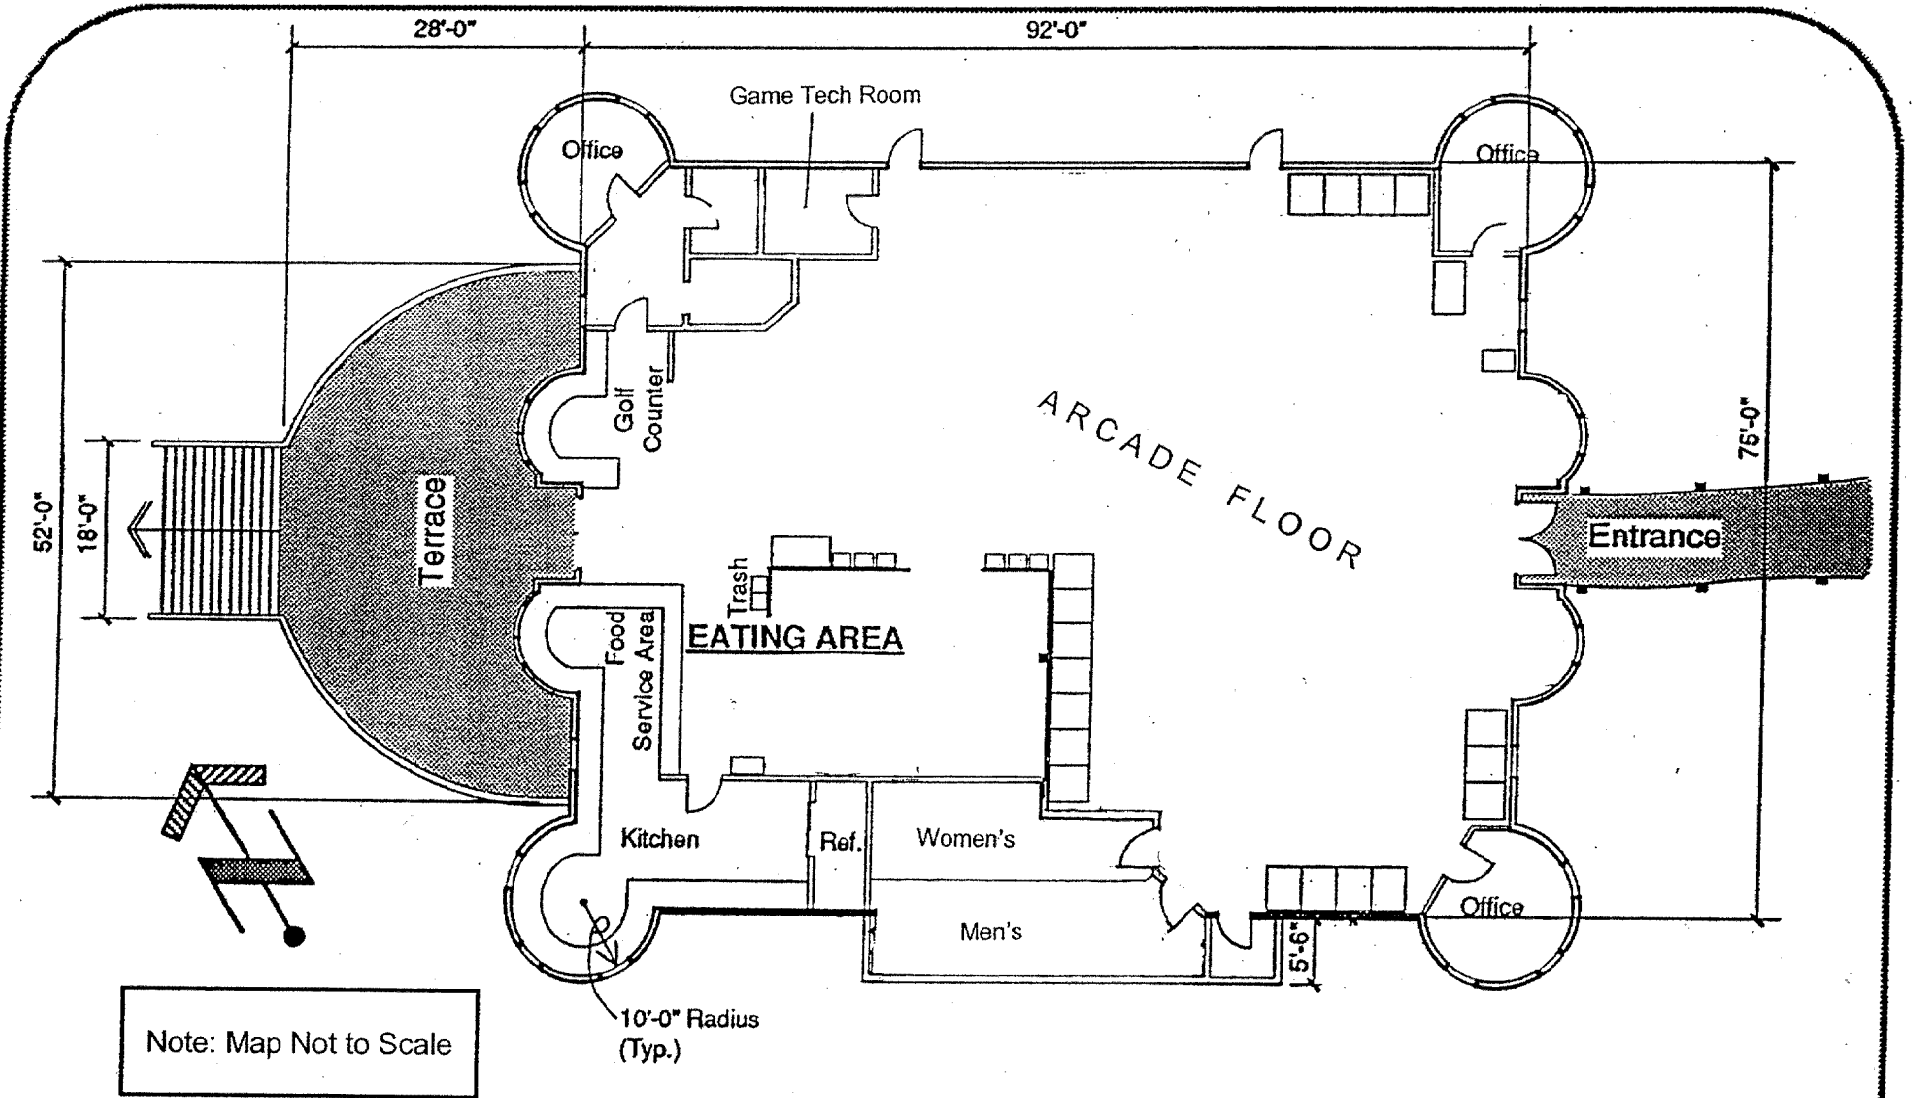 28'-0"
92'-0"
Game Tech Room
Office
Office
Golf
Counter
ARCADE FLOOR
76'-0"
52'-0"
18'-0"
Terrace
Entrance
Trash
Food
Service Area
EATING AREA
Kitchen
Ref.
Women's
Men's
Office
5'-6"
10'-0" Radius
(Typ.)
Note: Map Not to Scale